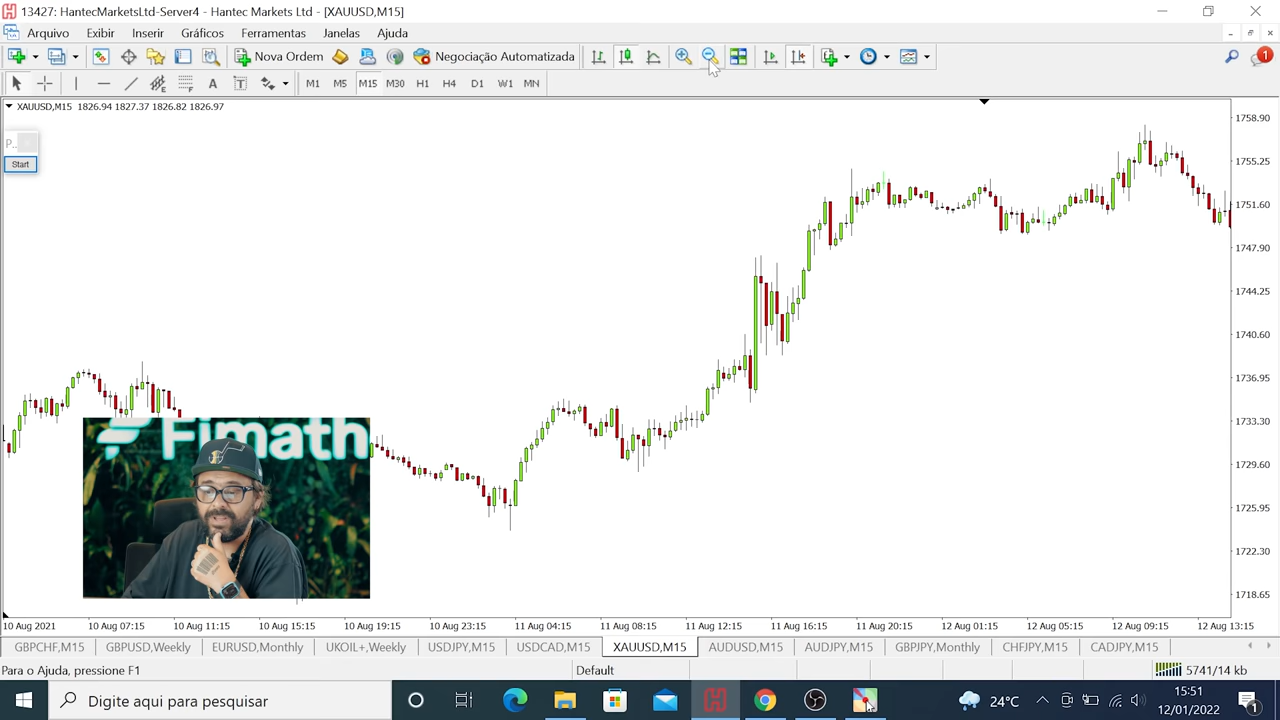 13427: HantecMarketsLtd-Server4 - Hantec Markets Ltd - [XAUUSD,M15]
Arquivo Exibir Inserir Gráficos Ferramentas Janelas Ajuda
Nova Ordem Negociação Automatizada 1
A T M1 M5 M15 M30 H1 H4 D1 W1 MN
XAUUSD,M15 1826.94 1827.37 1826.82 1826.97
P...
Start
1758.90
1755.25
1751.60
1747.90
1744.25
1740.60
1736.95
1733.30
1729.60
1725.95
1722.30
1718.65
Fimath
10 Aug 2021 10 Aug 07:15 10 Aug 11:15 10 Aug 15:15 10 Aug 19:15 10 Aug 23:15 11 Aug 04:15 11 Aug 08:15 11 Aug 12:15 11 Aug 16:15 11 Aug 20:15 12 Aug 01:15 12 Aug 05:15 12 Aug 09:15 12 Aug 13:15
GBPCHF,M15 GBPUSD,Weekly EURUSD,Monthly UKOIL+,Weekly USDJPY,M15 USDCAD,M15 XAUUSD,M15 AUDUSD,M15 AUDJPY,M15 GBPJPY,Monthly CHFJPY,M15 CADJPY,M15
Para o Ajuda, pressione F1 Default 5741/14 kb
Digite aqui para pesquisar 24°C 15:51
12/01/2022 1